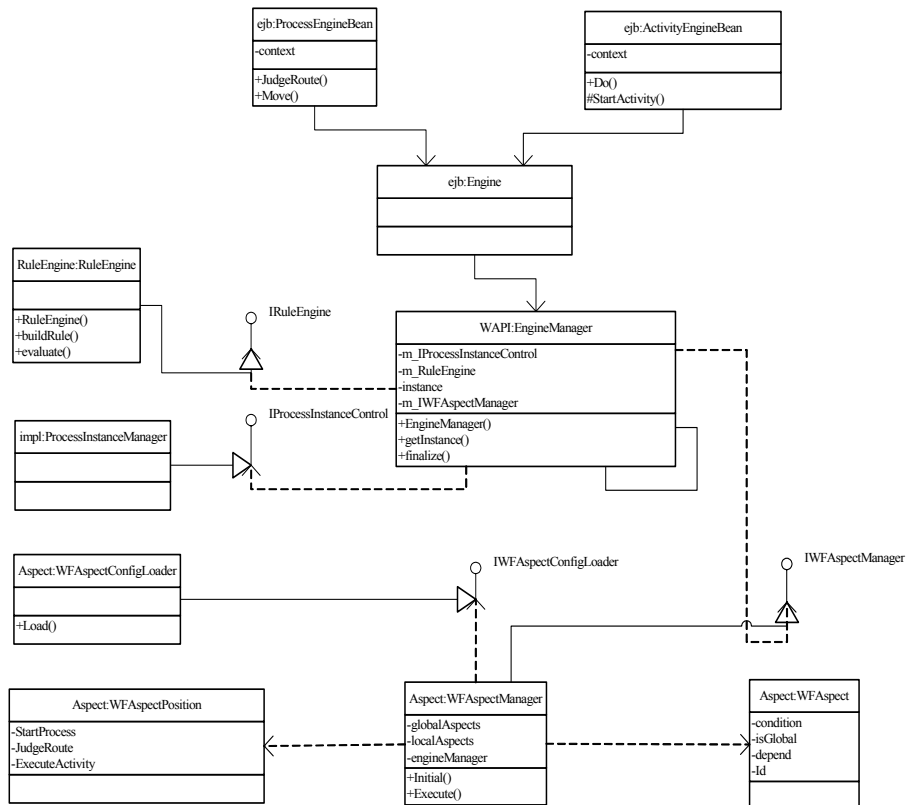 ejb:ProcessEngineBean
-context
+JudgeRoute()
+Move()
ejb:ActivityEngineBean
-context
+Do()
#StartActivity()
ejb:Engine
RuleEngine:RuleEngine
+RuleEngine()
+buildRule()
+evaluate()
IRuleEngine
WAPI:EngineManager
-m_IProcessInstanceControl
-m_RuleEngine
-instance
-m_IWFAspectManager
+EngineManager()
+getInstance()
+finalize()
IProcessInstanceControl
impl:ProcessInstanceManager
Aspect:WFAspectConfigLoader
+Load()
IWFAspectConfigLoader
IWFAspectManager
Aspect:WFAspectPosition
-StartProcess
-JudgeRoute
-ExecuteActivity
Aspect:WFAspectManager
-globalAspects
-localAspects
-engineManager
+Initial()
+Execute()
Aspect:WFAspect
-condition
-isGlobal
-depend
-Id